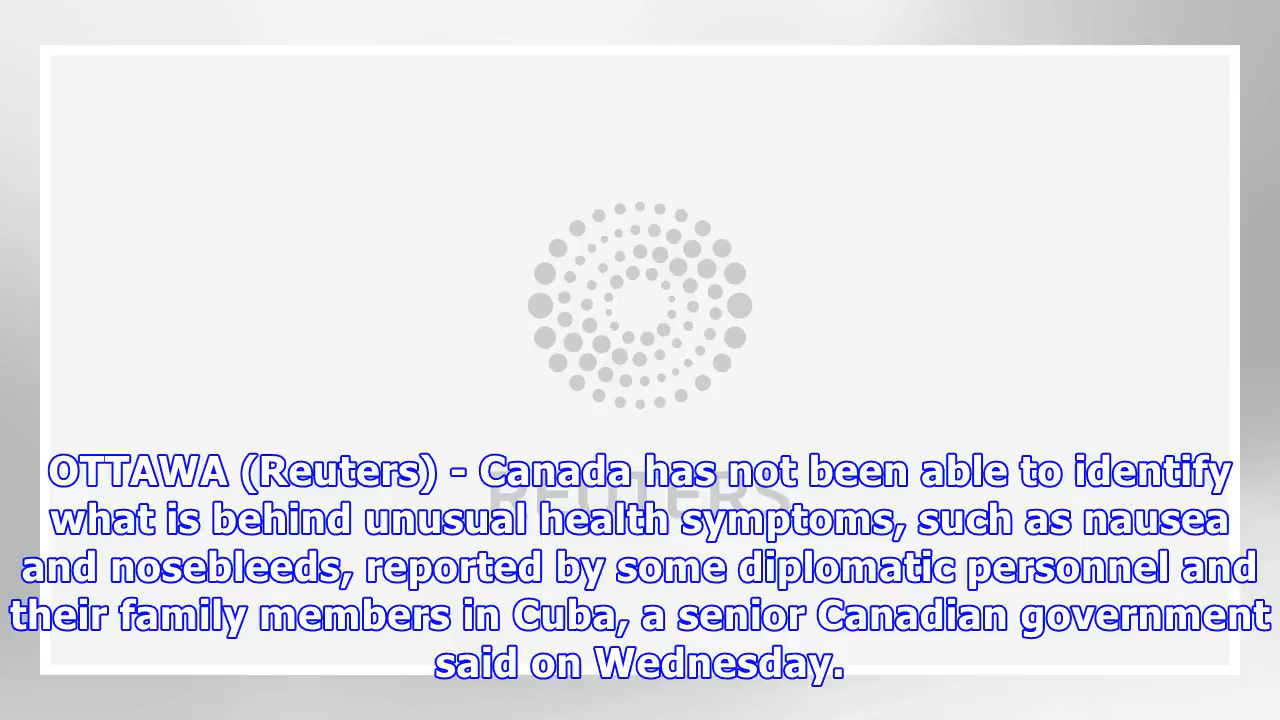 OTTAWA (Reuters) - Canada has not been able to identify
what is behind unusual health symptoms, such as nausea
and nosebleeds, reported by some diplomatic personnel and
their family members in Cuba, a senior Canadian government
said on Wednesday.
REUTERS